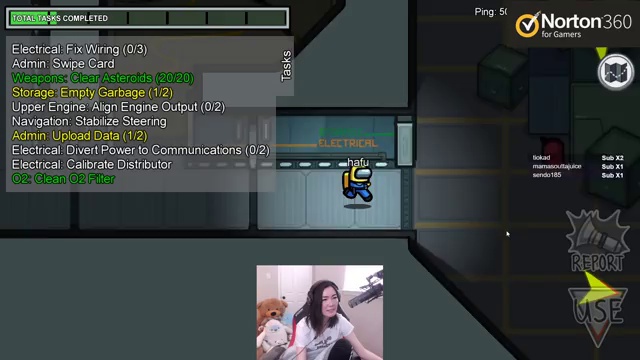 TOTAL TASKS COMPLETED
Ping: 50
Norton360
for Gamers
Electrical: Fix Wiring (0/3)
Admin: Swipe Card
Weapons: Clear Asteroids (20/20)
Storage: Empty Garbage (1/2)
Upper Engine: Align Engine Output (0/2)
Navigation: Stabilize Steering
Admin: Upload Data (1/2)
Electrical: Divert Power to Communications (0/2)
Electrical: Calibrate Distributor
O2: Clean O2 Filter
Tasks
ELECTRICAL
hafu
tiokad Sub X2
mamasouttajuice Sub X1
sendo185 Sub X1
REPORT
USE